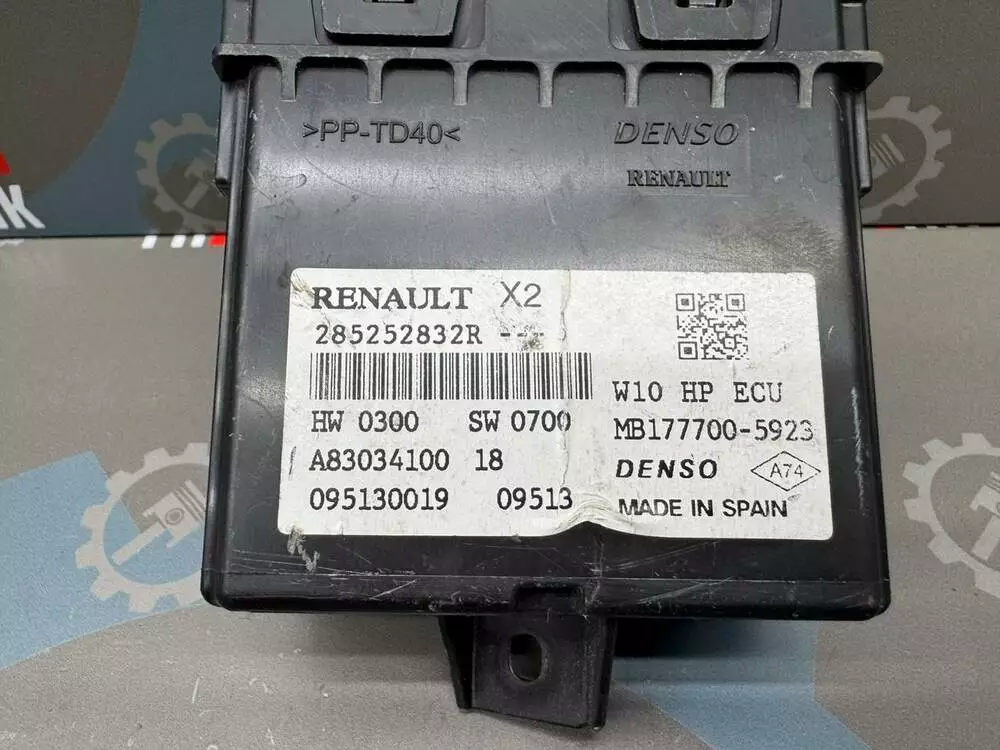 >PP-TD40<
DENSO
RENAULT
RENAULT X2
285252832R ---
W10 HP ECU
HW 0300 SW 0700
MB177700-5923
A83034100 18
DENSO A74
095130019 09513
MADE IN SPAIN